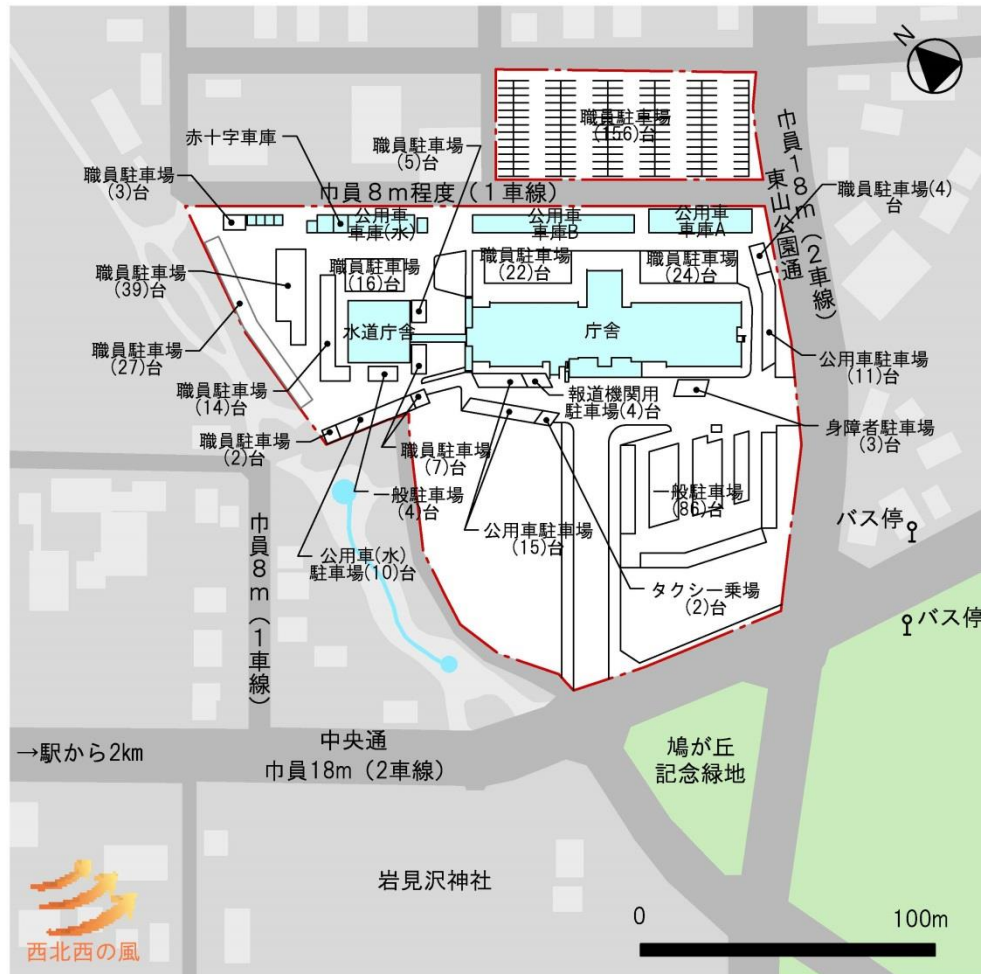 N
職員駐車場
(156)台
赤十字車庫
職員駐車場
(5)台
職員駐車場
(3)台
巾員8m程度(1車線)
巾員18m(2車線)
東山公園通
職員駐車場(4)
台
公用車
車庫(水)
公用車
車庫B
公用車
車庫A
職員駐車場
(39)台
職員駐車場
(16)台
職員駐車場
(22)台
職員駐車場
(24)台
水道庁舎
庁舎
職員駐車場
(27)台
公用車駐車場
(11)台
職員駐車場
(14)台
報道機関用
駐車場(4)台
身障者駐車場
(3)台
職員駐車場
(2)台
職員駐車場
(7)台
一般駐車場
(4)台
一般駐車場
(86)台
公用車駐車場
(15)台
公用車(水)
駐車場(10)台
タクシー乗場
(2)台
バス停
バス停
巾員8m(1車線)
→駅から2km
中央通
巾員18m(2車線)
鳩が丘
記念緑地
岩見沢神社
西北西の風
0
100m